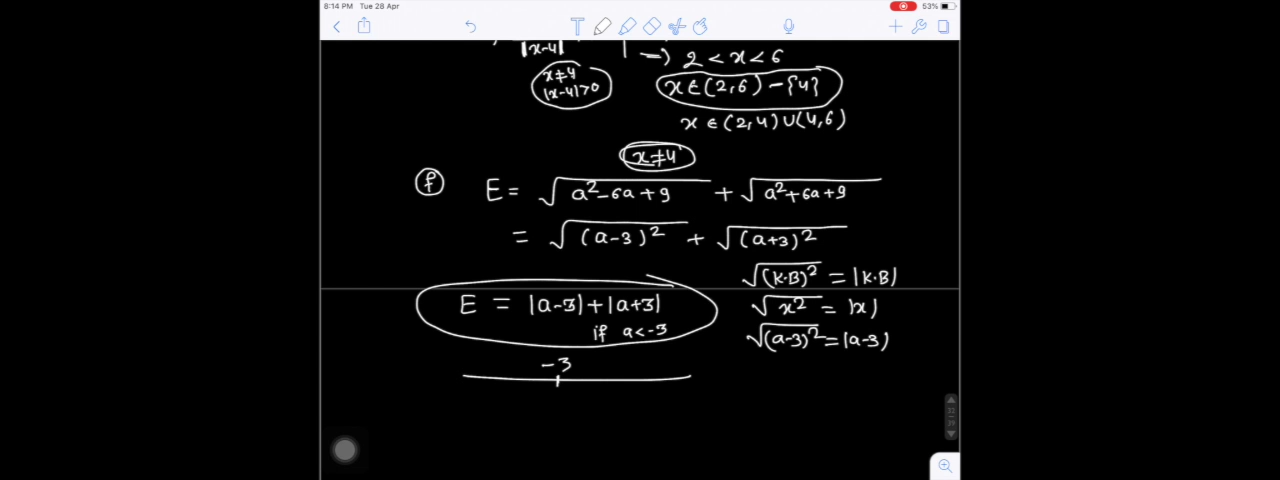 8:14 PM Tue 28 Apr 53%
|x-4|
→) 2 < x < 6
x≠4
|x-4|>0
x∈(2,6) - {4}
x ∈ (2,4) ∪ (4,6)
x≠4
(f) E = √(a²-6a+9) + √(a²+6a+9)
= √((a-3)²) + √((a+3)²)
√((K·B)²) = |K·B|
E = |a-3|+|a+3|
√(x²) = |x|
if a<-3
√((a-3)²) = |a-3|
-3